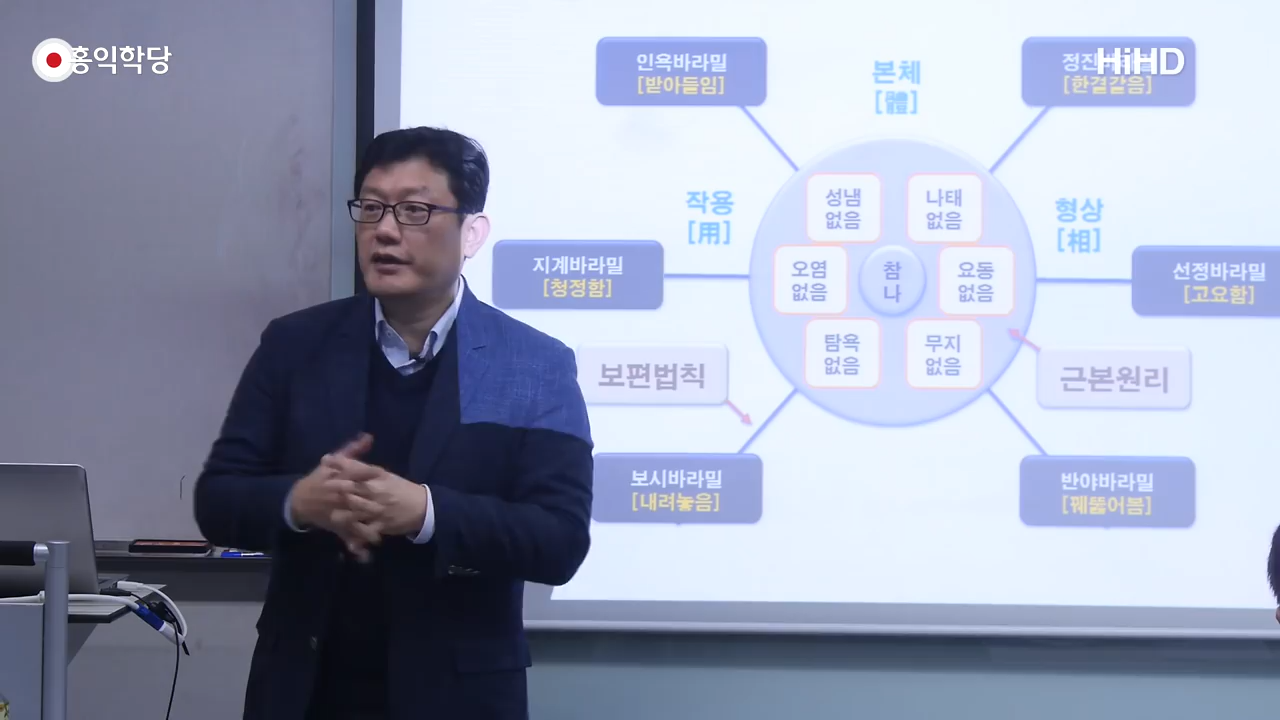 홍익학당
HiHD
인욕바라밀
[받아들임]
본체
[體]
정진바라밀
[한결같음]
작용
[用]
형상
[相]
성냄
없음
나태
없음
지계바라밀
[청정함]
오염
없음
참
나
요동
없음
선정바라밀
[고요함]
탐욕
없음
무지
없음
보편법칙
근본원리
보시바라밀
[내려놓음]
반야바라밀
[꿰뚫어봄]